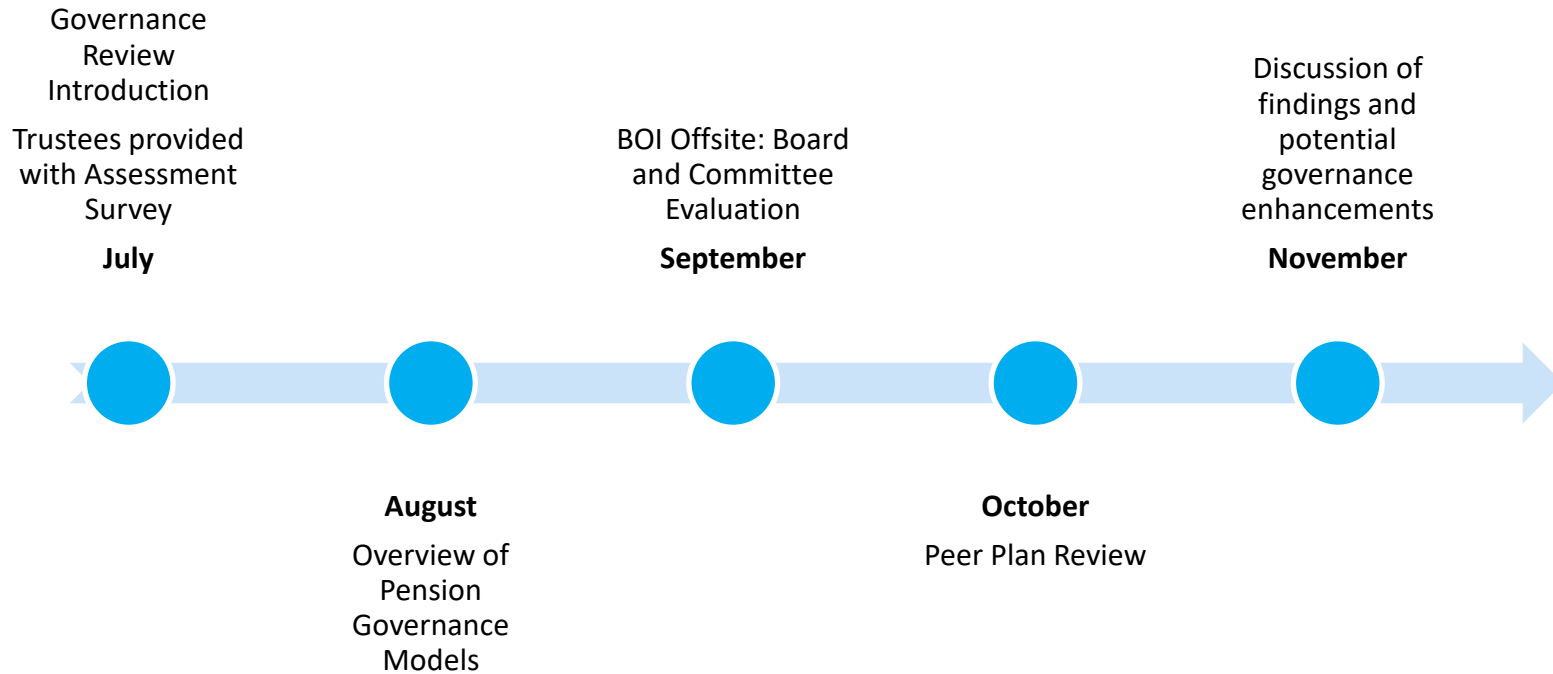 Governance
Review
Introduction
Trustees provided
with Assessment
Survey
July
August
Overview of
Pension
Governance
Models
BOI Offsite: Board
and Committee
Evaluation
September
October
Peer Plan Review
Discussion of
findings and
potential
governance
enhancements
November